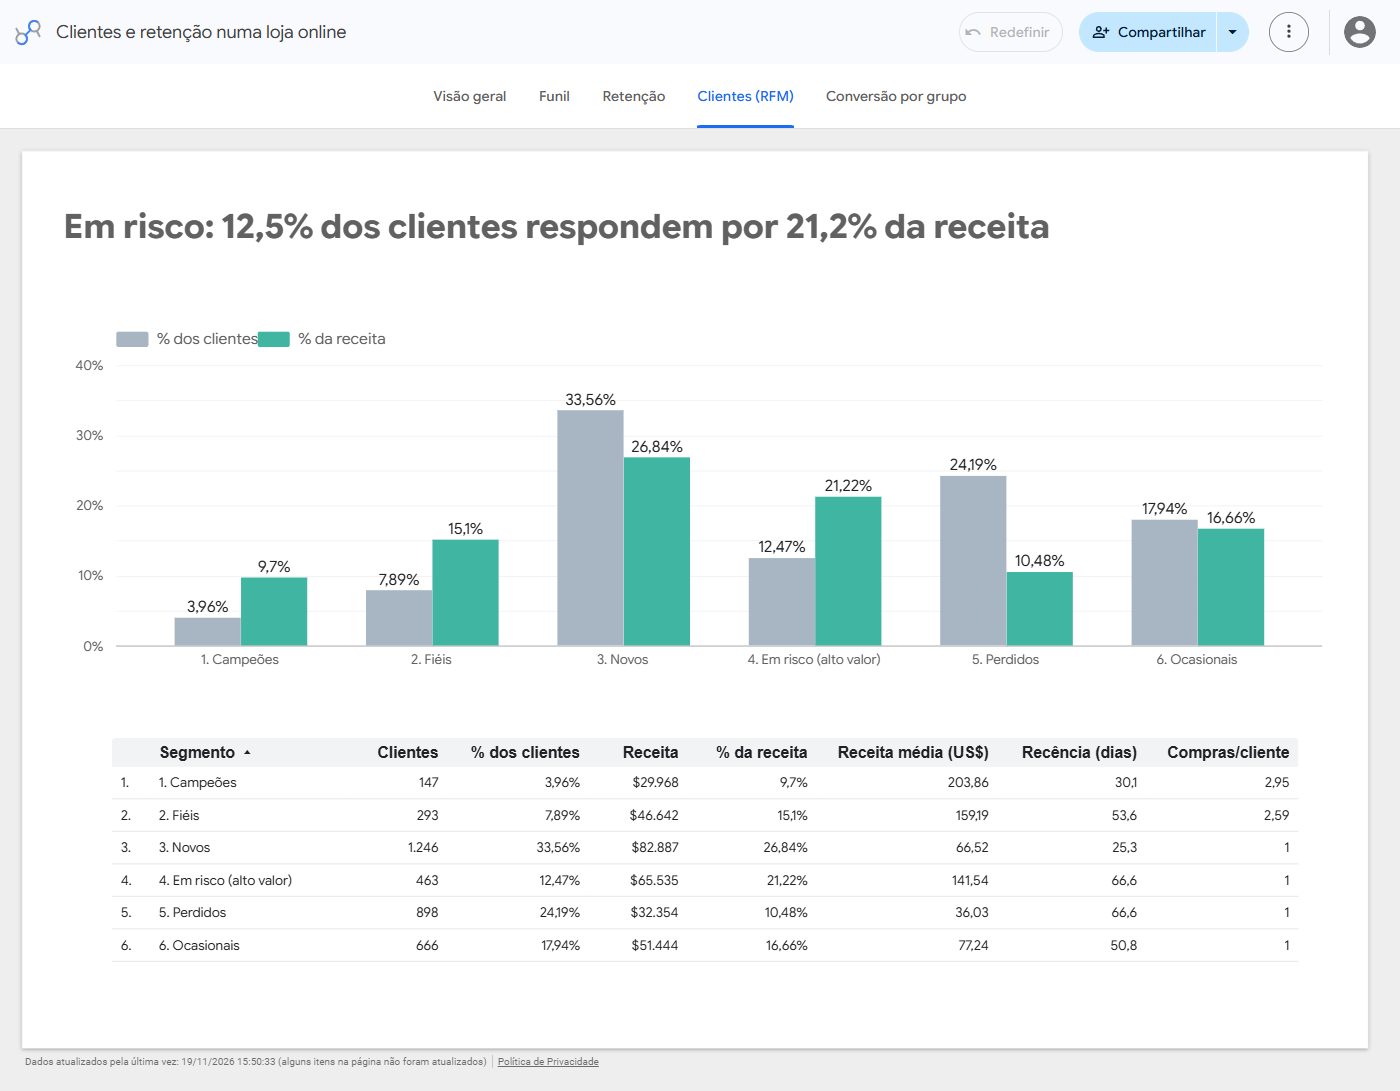 Clientes e retenção numa loja online
Redefinir
Compartilhar
Visão geral Funil Retenção Clientes (RFM) Conversão por grupo
Em risco: 12,5% dos clientes respondem por 21,2% da receita
% dos clientes % da receita
40%
30%
20%
10%
0%
3,96% 9,7% 7,89% 15,1% 33,56% 26,84% 12,47% 21,22% 24,19% 10,48% 17,94% 16,66%
1. Campeões 2. Fiéis 3. Novos 4. Em risco (alto valor) 5. Perdidos 6. Ocasionais
Segmento Clientes % dos clientes Receita % da receita Receita média (US$) Recência (dias) Compras/cliente
1. 1. Campeões 147 3,96% $29.968 9,7% 203,86 30,1 2,95
2. 2. Fiéis 293 7,89% $46.642 15,1% 159,19 53,6 2,59
3. 3. Novos 1.246 33,56% $82.887 26,84% 66,52 25,3 1
4. 4. Em risco (alto valor) 463 12,47% $65.535 21,22% 141,54 66,6 1
5. 5. Perdidos 898 24,19% $32.354 10,48% 36,03 66,6 1
6. 6. Ocasionais 666 17,94% $51.444 16,66% 77,24 50,8 1
Dados atualizados pela última vez: 19/11/2026 15:50:33 (alguns itens na página não foram atualizados) Política de Privacidade